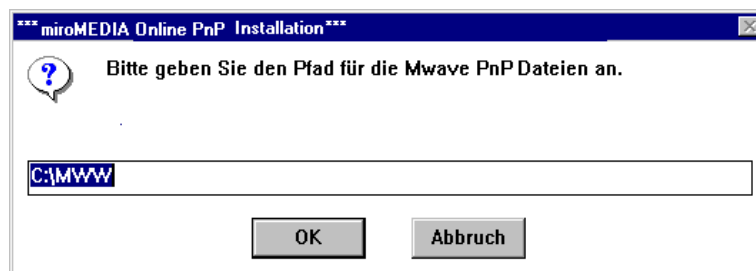 ***miroMEDIA Online PnP Installation***
Bitte geben Sie den Pfad für die Mwave PnP Dateien an.
C:\MWW
OK
Abbruch